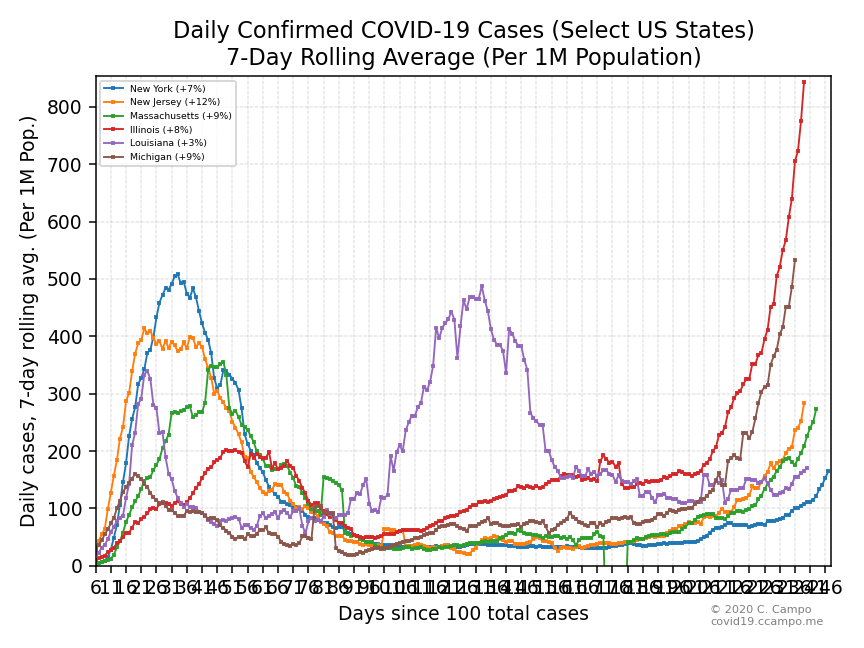 Daily Confirmed COVID-19 Cases (Select US States)
7-Day Rolling Average (Per 1M Population)
New York (+7%)
New Jersey (+12%)
Massachusetts (+9%)
Illinois (+8%)
Louisiana (+3%)
Michigan (+9%)
Daily cases, 7-day rolling avg. (Per 1M Pop.)
800
700
600
500
400
300
200
100
0
Days since 100 total cases
© 2020 C. Campo
covid19.ccampo.me